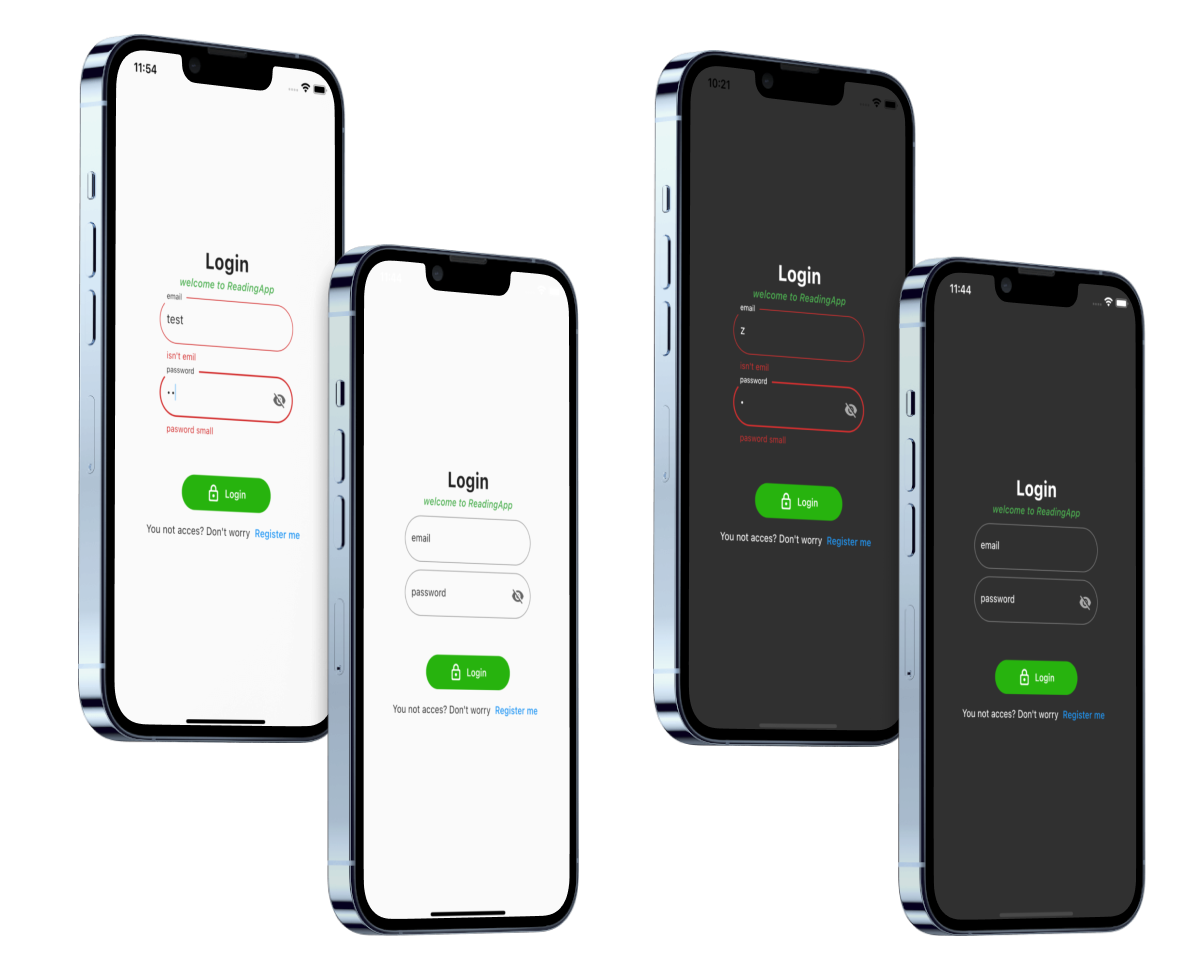 11:54
Login
welcome to ReadingApp
email
test
isn't emil
password
pasword small
Login
You not acces? Don't worry Register me
Login
welcome to ReadingApp
email
password
Login
You not acces? Don't worry Register me
10:21
Login
welcome to ReadingApp
email
z
isn't emil
password
pasword small
Login
You not acces? Don't worry Register me
11:44
Login
welcome to ReadingApp
email
password
Login
You not acces? Don't worry Register me